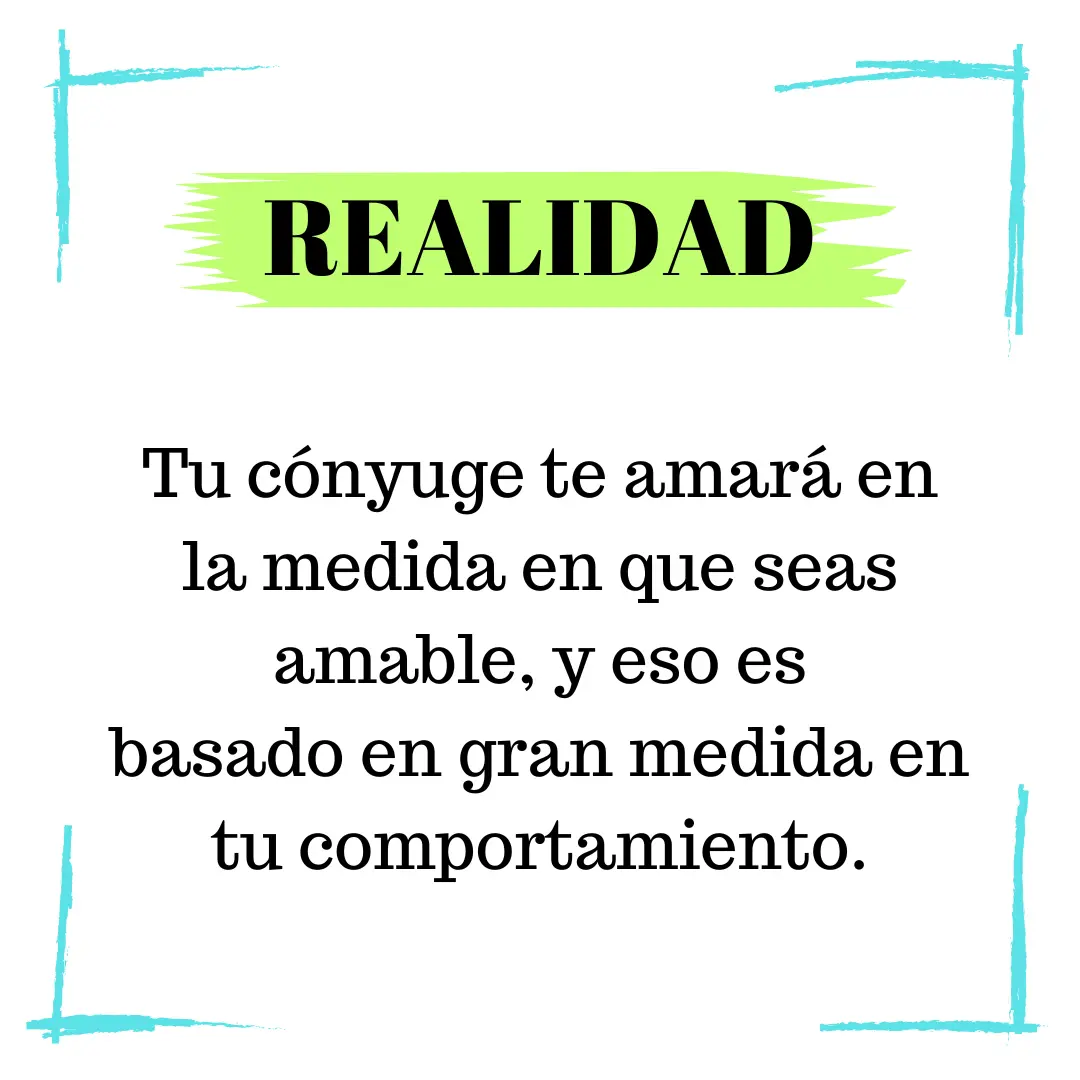 REALIDAD
Tu cónyuge te amará en
la medida en que seas
amable, y eso es
basado en gran medida en
tu comportamiento.